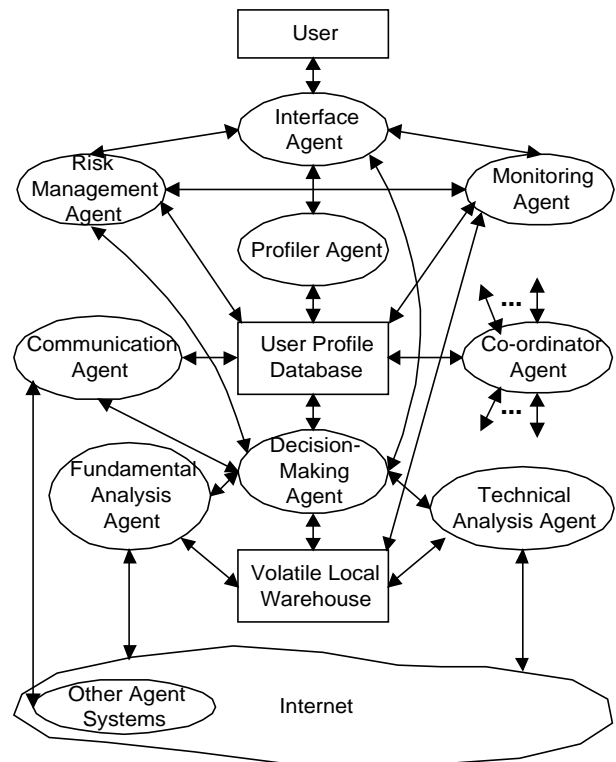 User
Interface
Agent
Risk
Management
Agent
Monitoring
Agent
Profiler Agent
...
Communication
Agent
User Profile
Database
Co-ordinator
Agent
...
Decision-
Making
Agent
Fundamental
Analysis
Agent
Technical
Analysis Agent
Volatile Local
Warehouse
Other Agent
Systems
Internet